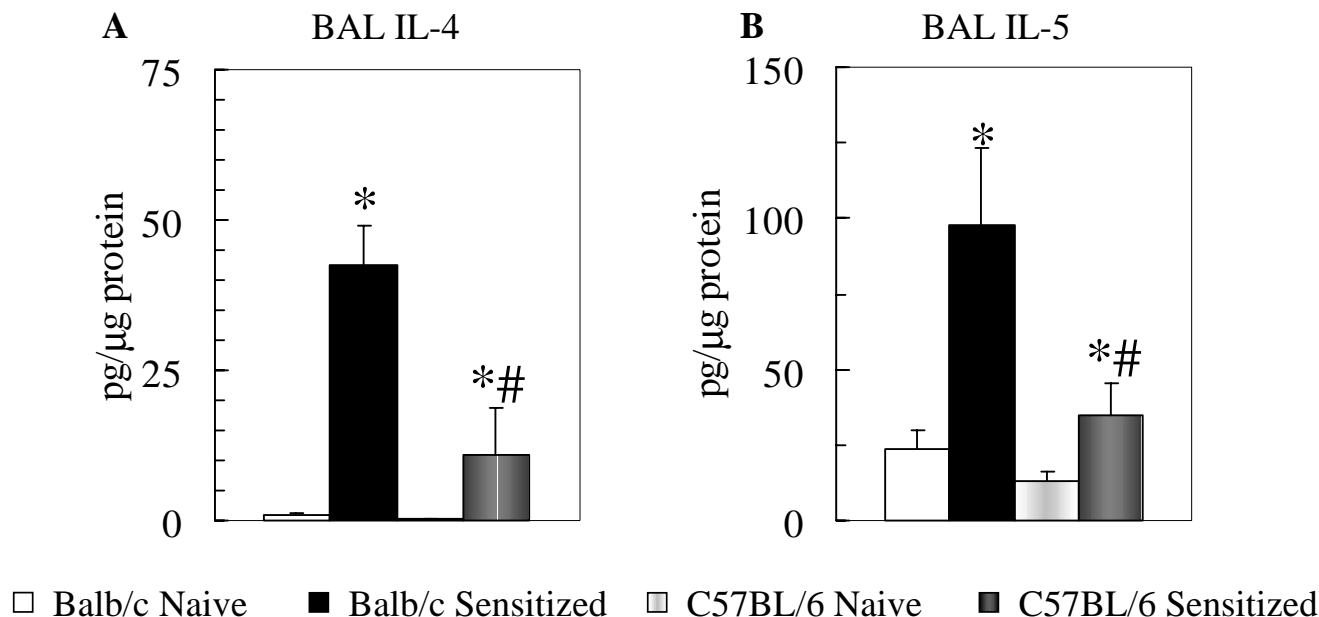 A BAL IL-4
75
50
25
0
pg/μg protein
*
*#
B BAL IL-5
150
100
50
0
pg/μg protein
*
*#
Balb/c Naive Balb/c Sensitized C57BL/6 Naive C57BL/6 Sensitized